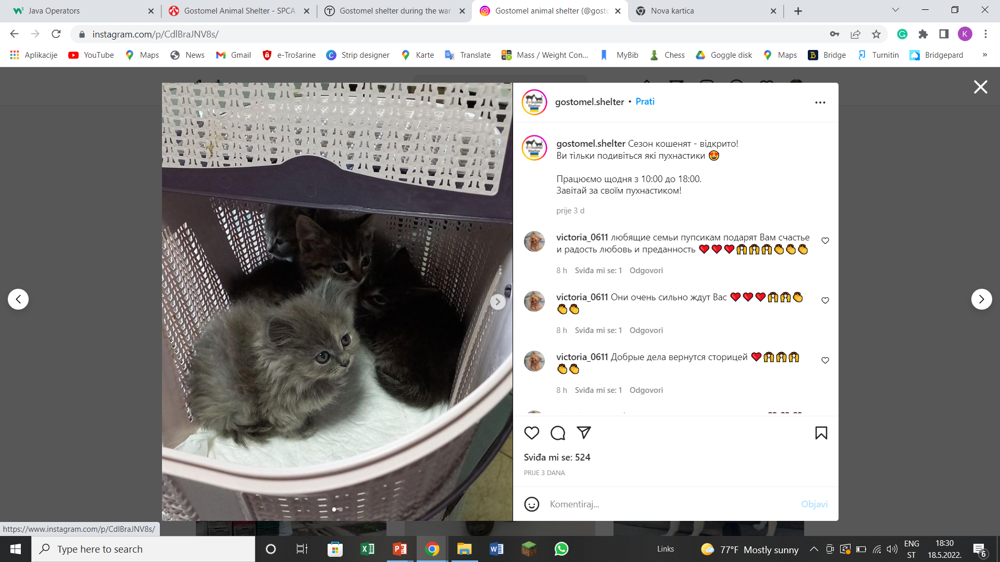 Java Operators
Gostomel Animal Shelter - SPCA
Gostomel shelter during the war
Gostomel animal shelter (@gosto
Nova kartica
instagram.com/p/CdlBraJNV8s/
K
Aplikacije
YouTube
Maps
News
Gmail
e-Trošarine
Strip designer
Karte
Translate
Mass / Weight Con...
MyBib
Chess
Goggle disk
Maps
Bridge
Turnitin
Bridgepard
»
gostomel.shelter • Prati
gostomel.shelter Сезон кошенят - відкрито!
Ви тільки подивіться які пухнастики 😍
Працюємо щодня з 10:00 до 18:00.
Завітай за своїм пухнастиком!
prije 3 d
victoria_0611 любящие семьи пупсикам подарят Вам счастье
и радость любовь и преданность ❤️❤️❤️🙌🙌🙌👏👏👏
8 h Sviđa mi se: 1 Odgovori
victoria_0611 Они очень сильно ждут Вас ❤️❤️❤️🙌🙌👏
👏👏
8 h Sviđa mi se: 1 Odgovori
victoria_0611 Добрые дела вернутся сторицей ❤️🙌🙌🙌
👏👏
8 h Sviđa mi se: 1 Odgovori
Sviđa mi se: 524
PRIJE 3 DANA
Komentiraj...
Objavi
https://www.instagram.com/p/CdlBraJNV8s/
Type here to search
Links
77°F Mostly sunny
ENG
ST
18:30
18.5.2022.
6